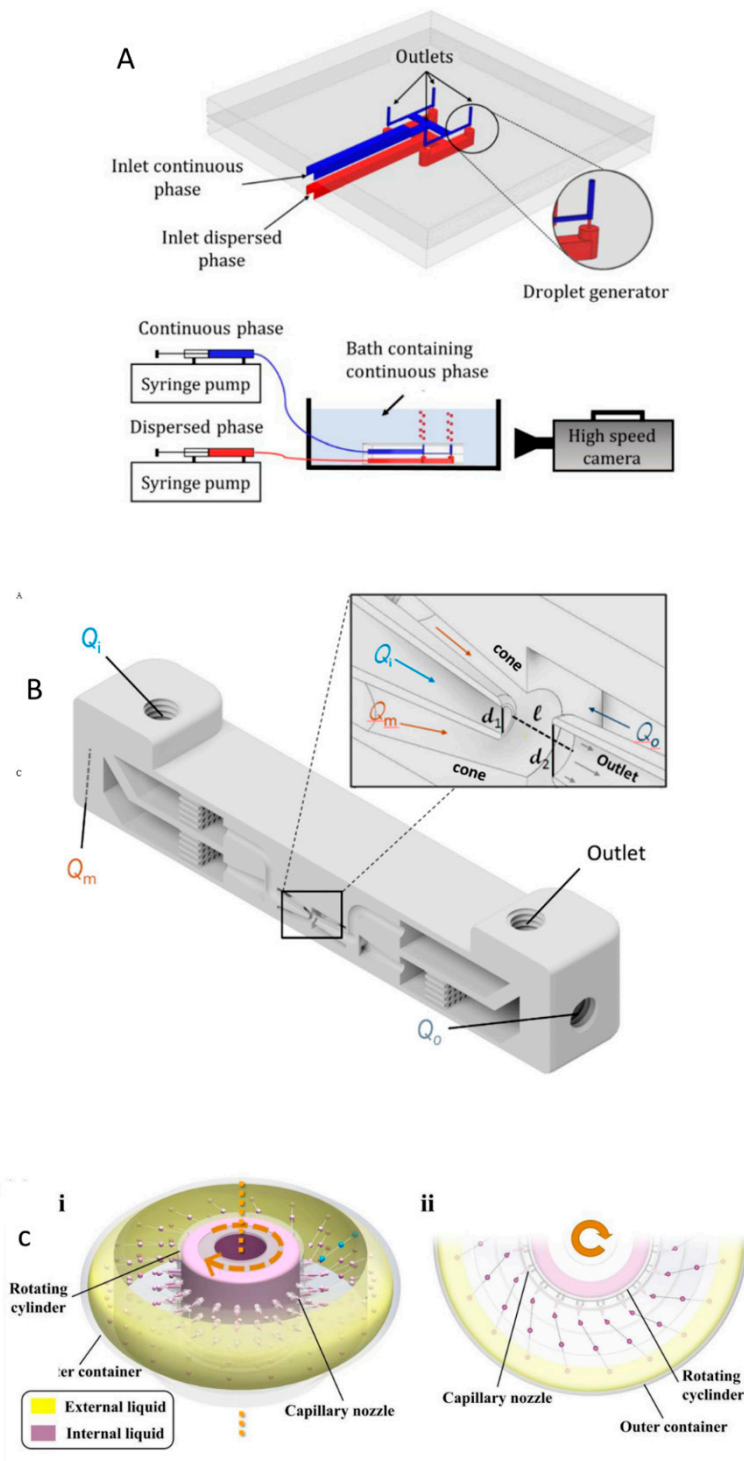 A
Outlets
Inlet continuous
phase
Inlet dispersed
phase
Droplet generator
Continuous phase
Syringe pump
Dispersed phase
Syringe pump
Bath containing
continuous phase
High speed
camera
A
B
C
Qi
Qm
Qi
Qm
cone
cone
d1
ℓ
d2
Qo
Outlet
Outlet
Qo
i
C
Rotating
cylinder
ter container
External liquid
Internal liquid
Capillary nozzle
ii
Capillary nozzle
Rotating
cyclinder
Outer container